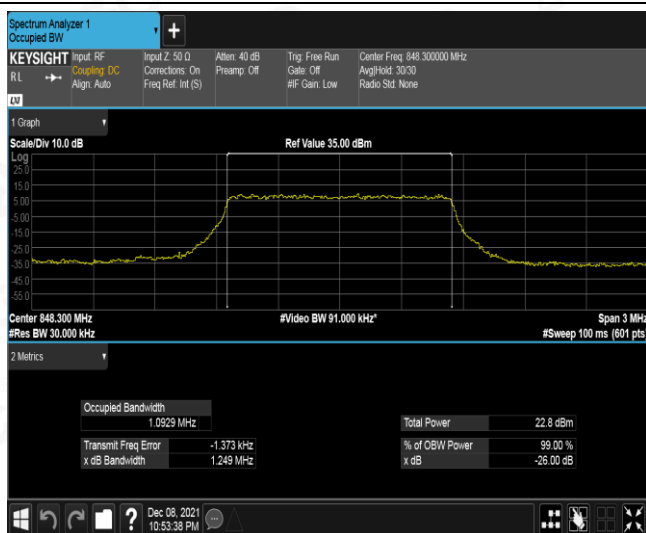 Spectrum Analyzer 1
Occupied BW
+
KEYSIGHT
R L
LXI
Input: RF
Coupling: DC
Align: Auto
Input Z: 50 Ω
Corrections: On
Freq Ref: Int (S)
Atten: 40 dB
Preamp: Off
Trig: Free Run
Gate: Off
#IF Gain: Low
Center Freq: 848.300000 MHz
Avg|Hold: 30/30
Radio Std: None
1 Graph
Scale/Div 10.0 dB
Ref Value 35.00 dBm
Log
25.0
15.0
5.00
-5.00
-15.0
-25.0
-35.0
-45.0
-55.0
Center 848.300 MHz
#Video BW 91.000 kHz*
Span 3 MHz
#Res BW 30.000 kHz
#Sweep 100 ms (601 pts)
2 Metrics
Occupied Bandwidth
1.0929 MHz
Total Power 22.8 dBm
Transmit Freq Error -1.373 kHz
% of OBW Power 99.00 %
x dB Bandwidth 1.249 MHz
x dB -26.00 dB
?
Dec 08, 2021
10:53:38 PM